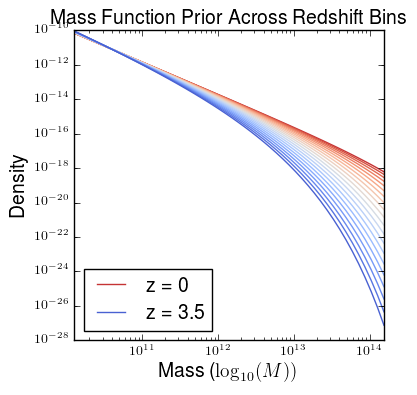 Mass Function Prior Across Redshift Bins
10^{-10}
10^{-12}
10^{-14}
10^{-16}
10^{-18}
10^{-20}
10^{-22}
10^{-24}
10^{-26}
10^{-28}
Density
z = 0
z = 3.5
10^{11}
10^{12}
10^{13}
10^{14}
Mass (log_{10}(M))